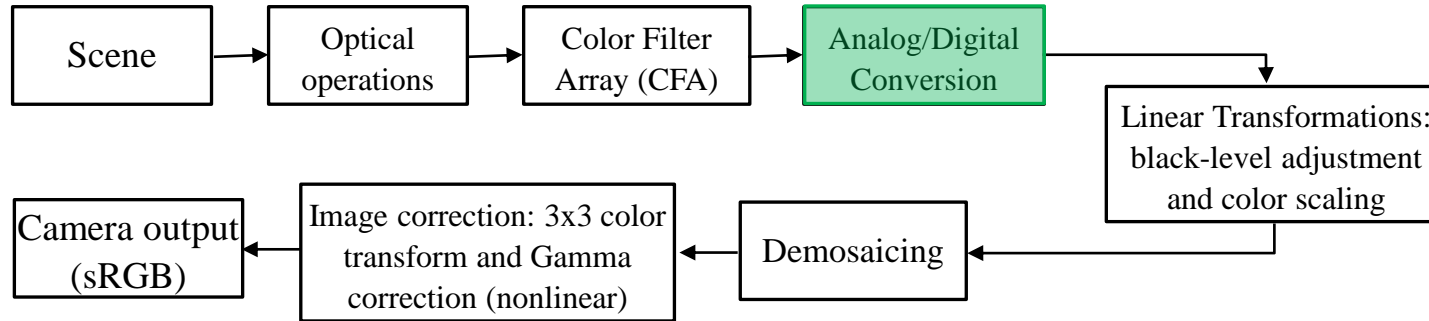 Scene
Optical
operations
Color Filter
Array (CFA)
Analog/Digital
Conversion
Linear Transformations:
black-level adjustment
and color scaling
Demosaicing
Image correction: 3x3 color
transform and Gamma
correction (nonlinear)
Camera output
(sRGB)